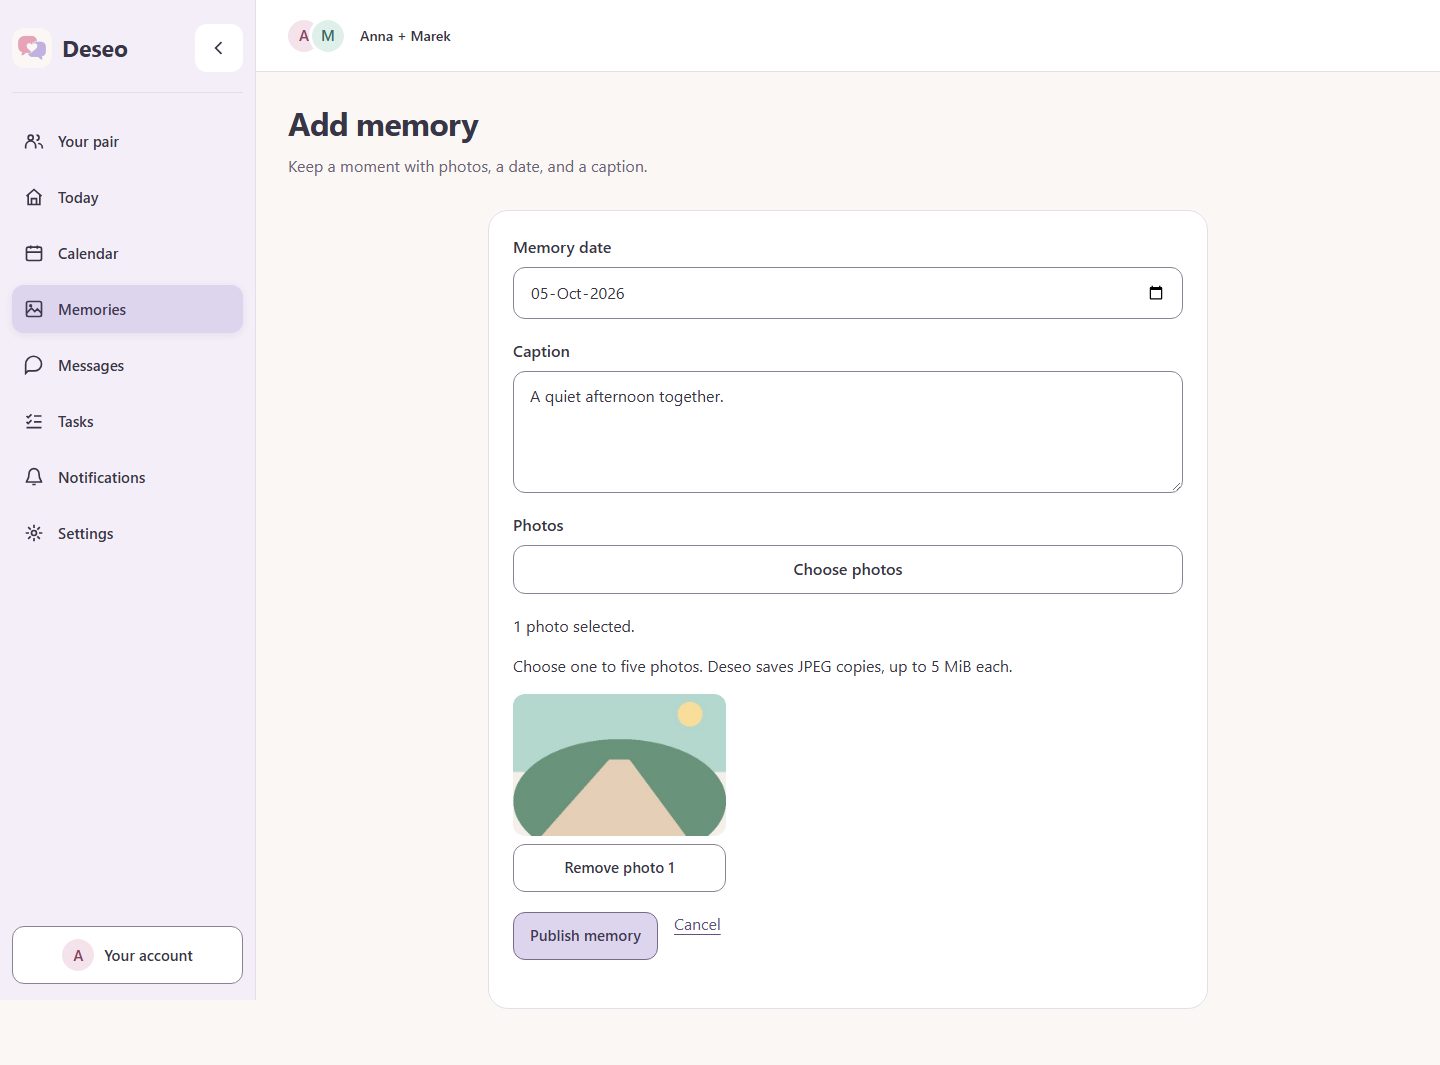 Deseo
Your pair
Today
Calendar
Memories
Messages
Tasks
Notifications
Settings
A Your account
A M Anna + Marek
Add memory
Keep a moment with photos, a date, and a caption.
Memory date
05-Oct-2026
Caption
A quiet afternoon together.
Photos
Choose photos
1 photo selected.
Choose one to five photos. Deseo saves JPEG copies, up to 5 MiB each.
Remove photo 1
Publish memory Cancel